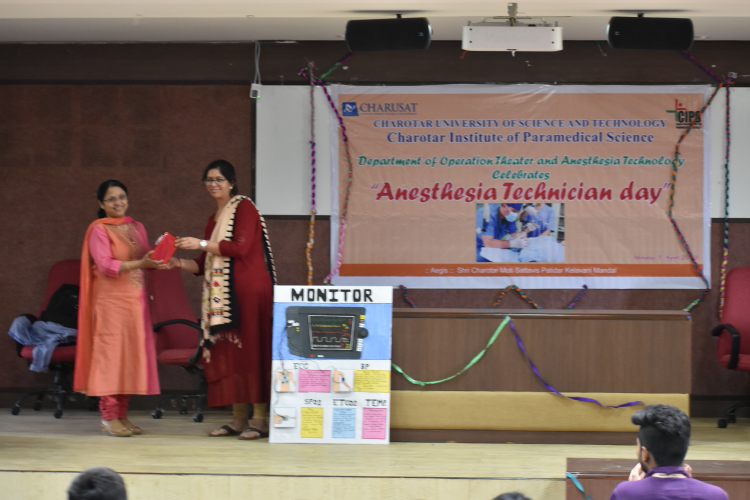 CHARUSAT
CHAROTAR UNIVERSITY OF SCIENCE AND TECHNOLOGY
CIPS
Charotar Institute of Paramedical Science
Department of Operation Theater and Anesthesia Technology
Celebrates
"Anesthesia Technician day"
:: Aegis :: Shri Charotar Moti Sattavis Patidar Kelavani Mandal
MONITOR
ECG BP
SPO2 ETCO2 TEMP